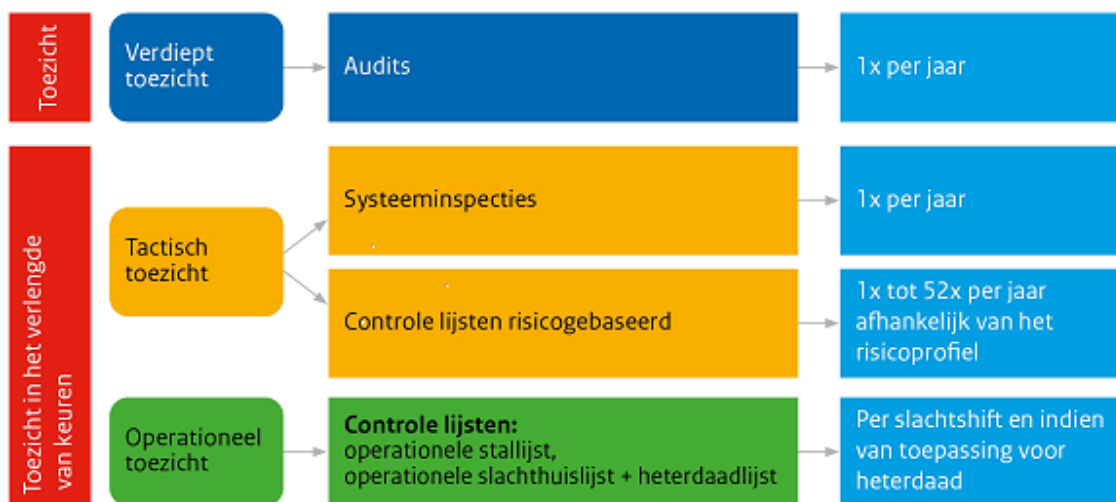 Toezicht
Verdiept
toezicht
Audits
1x per jaar
Toezicht in het verlengde
van keuren
Tactisch
toezicht
Systeeminspecties
1x per jaar
Controle lijsten risicogebaseerd
1x tot 52x per jaar
afhankelijk van het
risicoprofiel
Operationeel
toezicht
Controle lijsten:
operationele stallijst,
operationele slachthuislijst + heterdaadlijst
Per slachtshift en indien
van toepassing voor
heterdaad